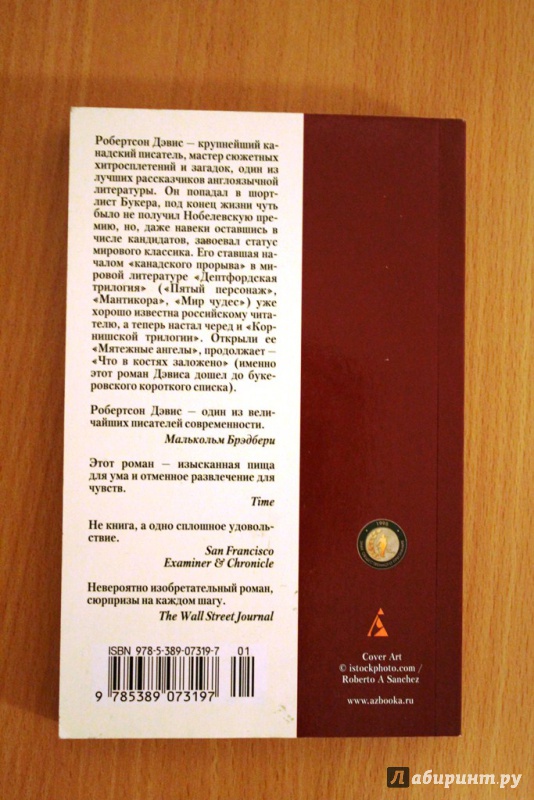 Робертсон Дэвис — крупнейший ка-
надский писатель, мастер сюжетных
хитросплетений и загадок, один из
лучших рассказчиков англоязычной
литературы. Он попадал в шорт-
лист Букера, под конец жизни чуть
было не получил Нобелевскую пре-
мию, но, даже навеки оставшись в
числе кандидатов, завоевал статус
мирового классика. Его ставшая на-
чалом «канадского прорыва» в ми-
ровой литературе «Дептфордская
трилогия» («Пятый персонаж»,
«Мантикора», «Мир чудес») уже
хорошо известна российскому чита-
телю, а теперь настал черед и «Кор-
нишской трилогии». Открыли ее
«Мятежные ангелы», продолжает —
«Что в костях заложено» (именно
этот роман Дэвиса дошел до буке-
ровского короткого списка).
Робертсон Дэвис — один из вели-
чайших писателей современности.
Малькольм Брэдбери
Этот роман — изысканная пища
для ума и отменное развлечение для
чувств.
Time
Не книга, а одно сплошное удоволь-
ствие.
San Francisco
Examiner & Chronicle
Невероятно изобретательный роман,
сюрпризы на каждом шагу.
The Wall Street Journal
ISBN 978-5-389-07319-7 01
9 785389 073197
Cover Art
© istockphoto.com /
Roberto A Sanchez
www.azbooka.ru
Лабиринт.ру